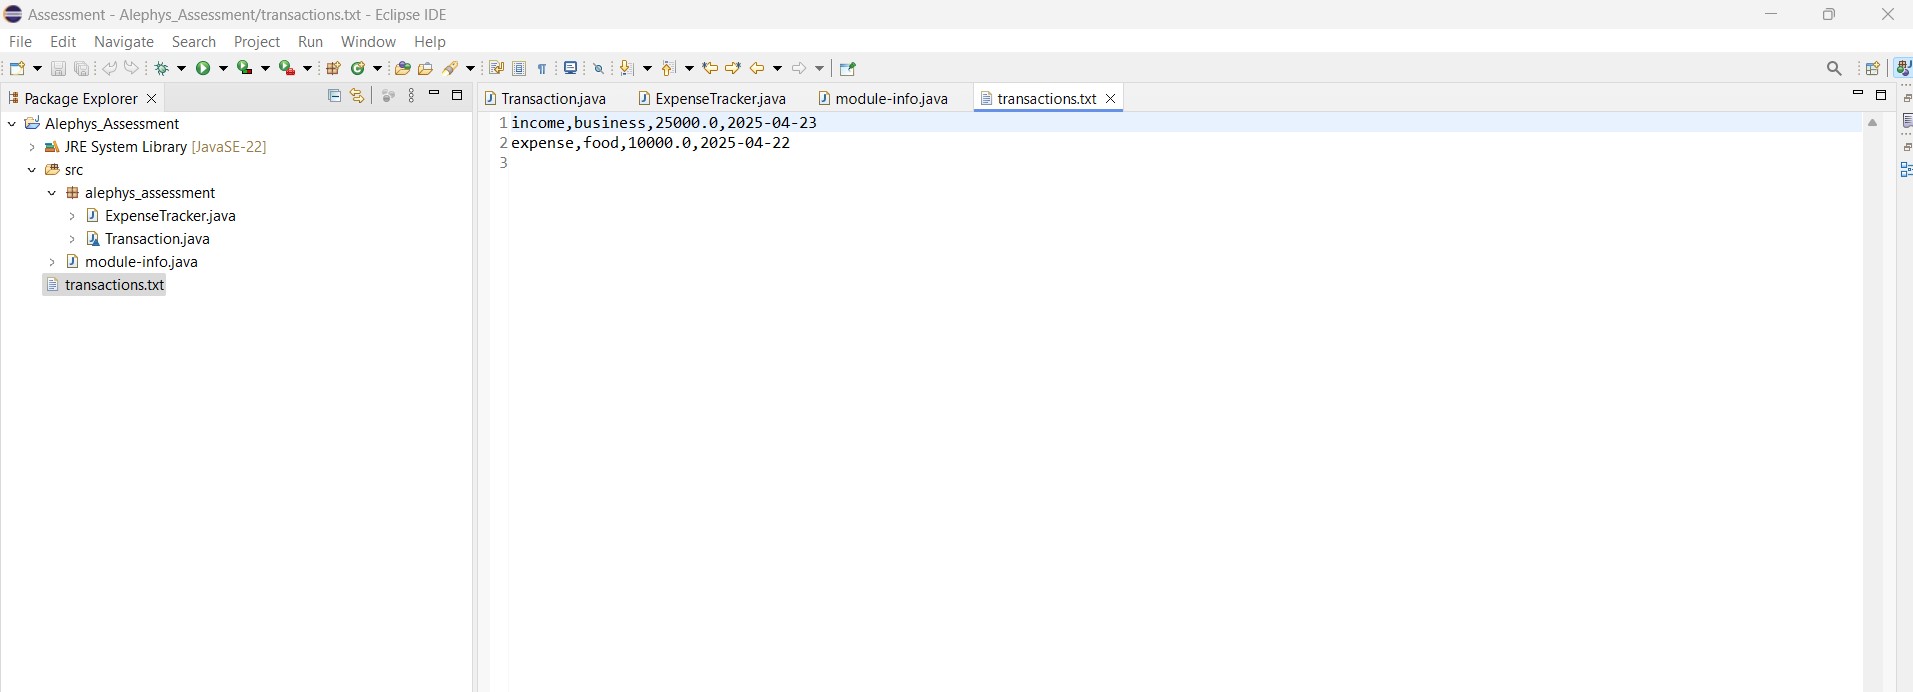 Assessment - Alephys_Assessment/transactions.txt - Eclipse IDE
File Edit Navigate Search Project Run Window Help
Package Explorer
Transaction.java ExpenseTracker.java module-info.java transactions.txt
Alephys_Assessment
JRE System Library [JavaSE-22]
src
alephys_assessment
ExpenseTracker.java
Transaction.java
module-info.java
transactions.txt
1 income,business,25000.0,2025-04-23
2 expense,food,10000.0,2025-04-22
3